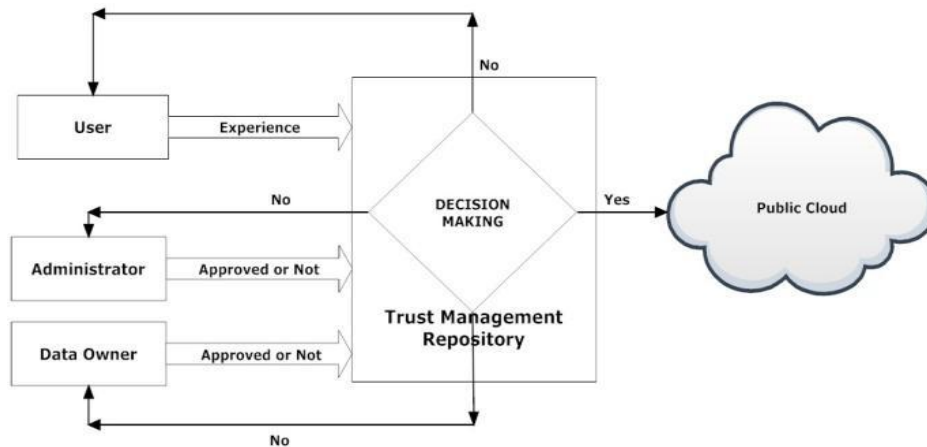 No
User
Experience
No
DECISION
MAKING
Yes
Public Cloud
Administrator
Approved or Not
Trust Management
Repository
Data Owner
Approved or Not
No